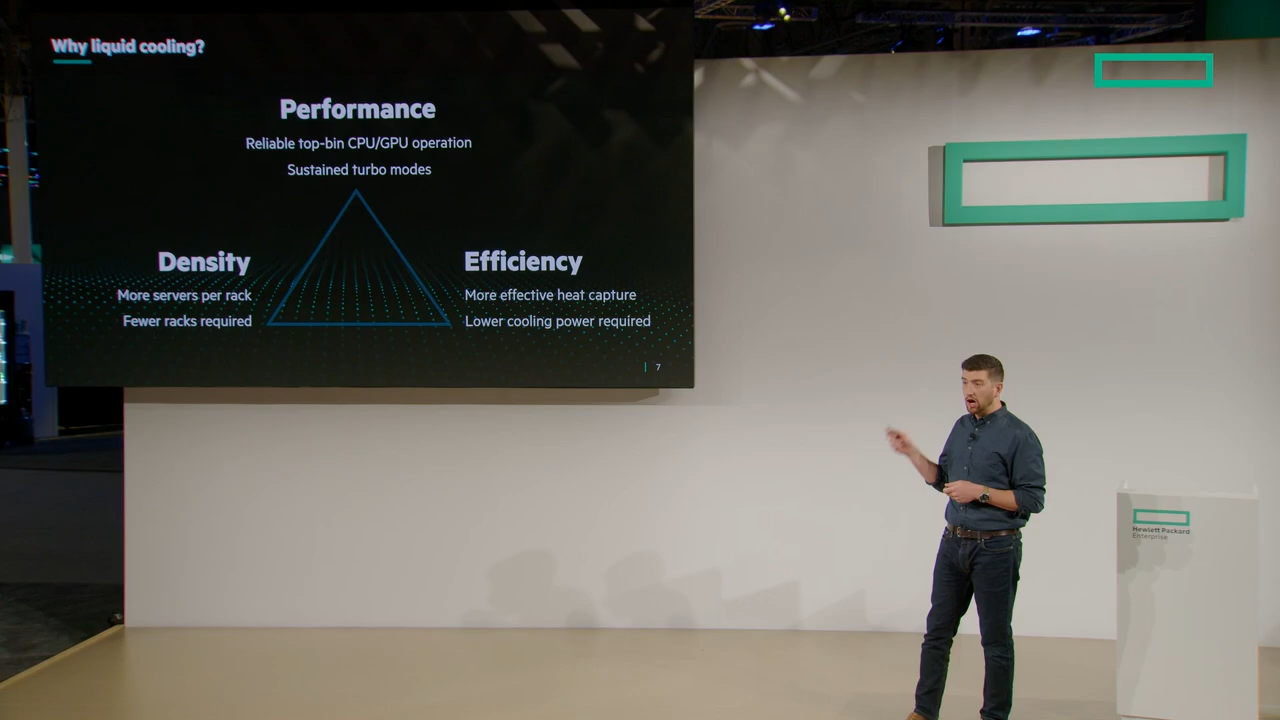 Why liquid cooling?
Performance
Reliable top-bin CPU/GPU operation
Sustained turbo modes
Density
More servers per rack
Fewer racks required
Efficiency
More effective heat capture
Lower cooling power required
7
Hewlett Packard
Enterprise